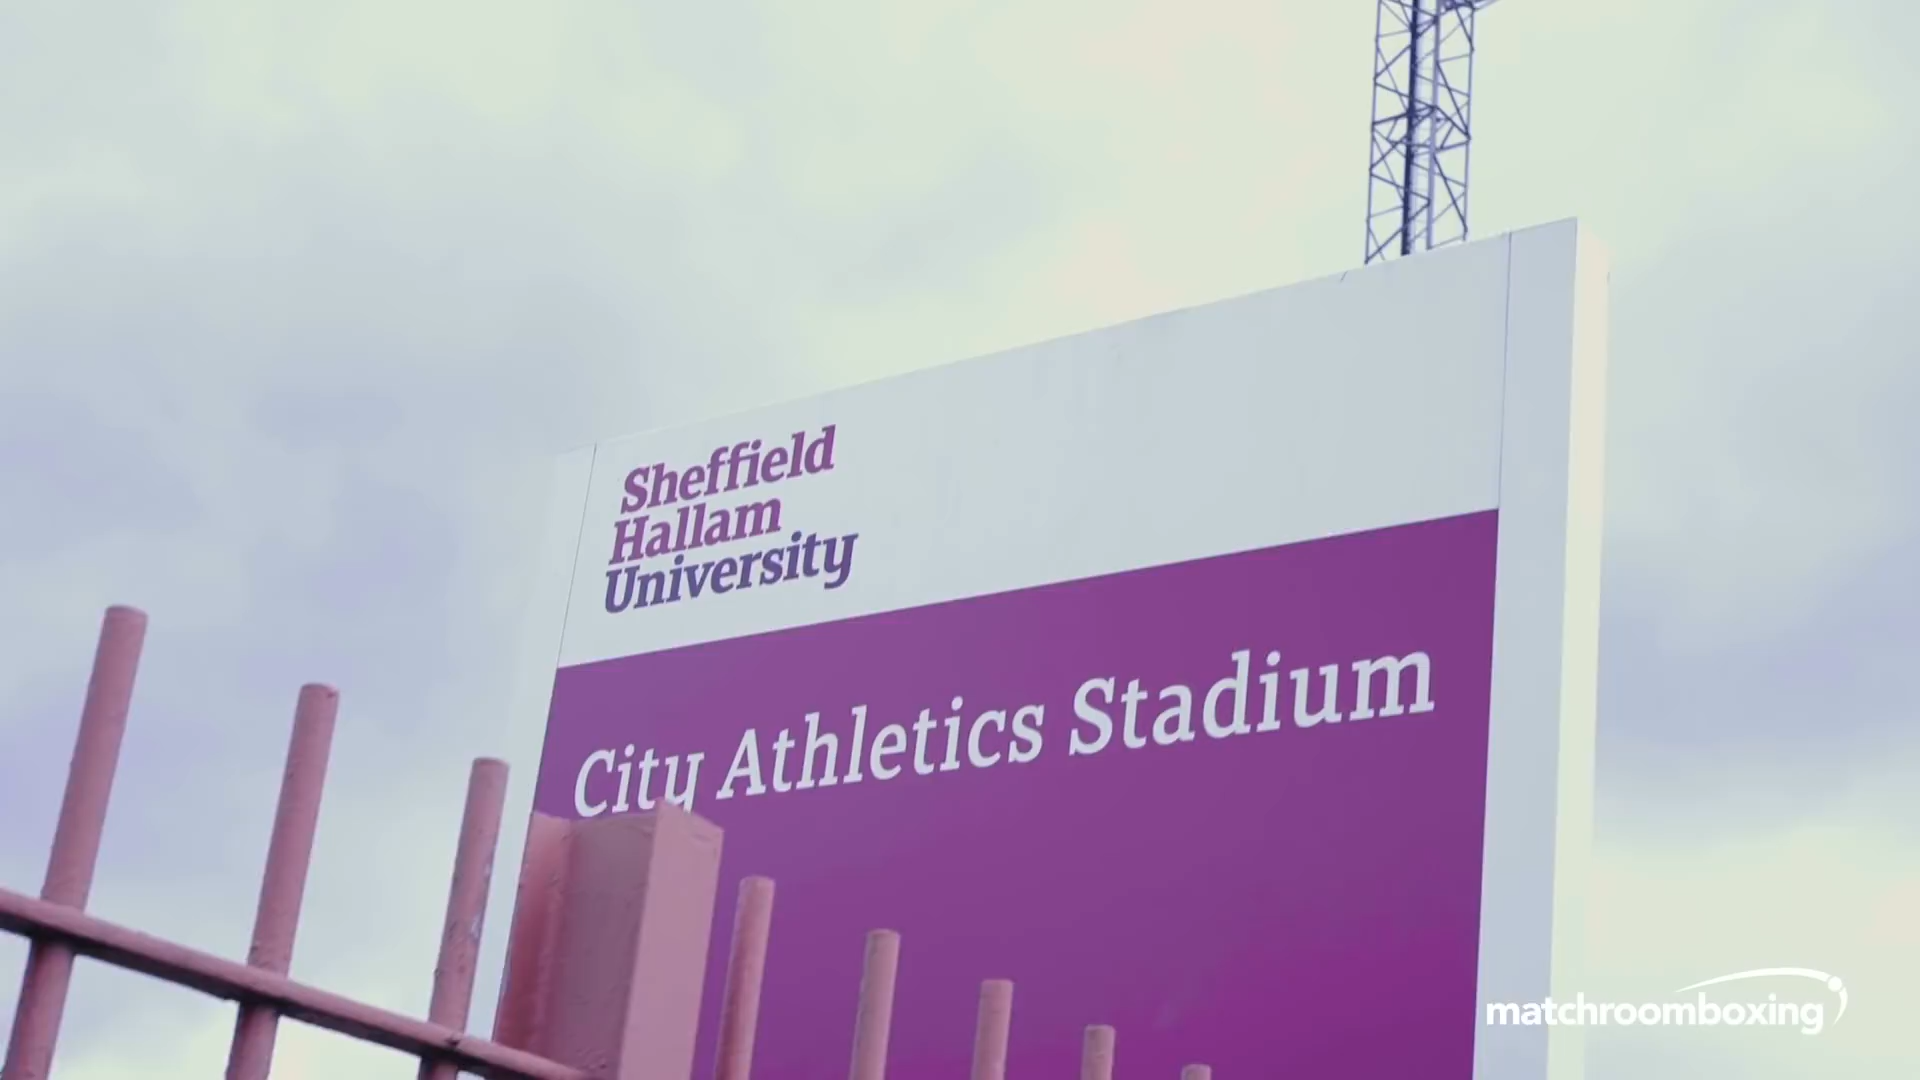 Sheffield
Hallam
University
City Athletics Stadium
matchroomboxing